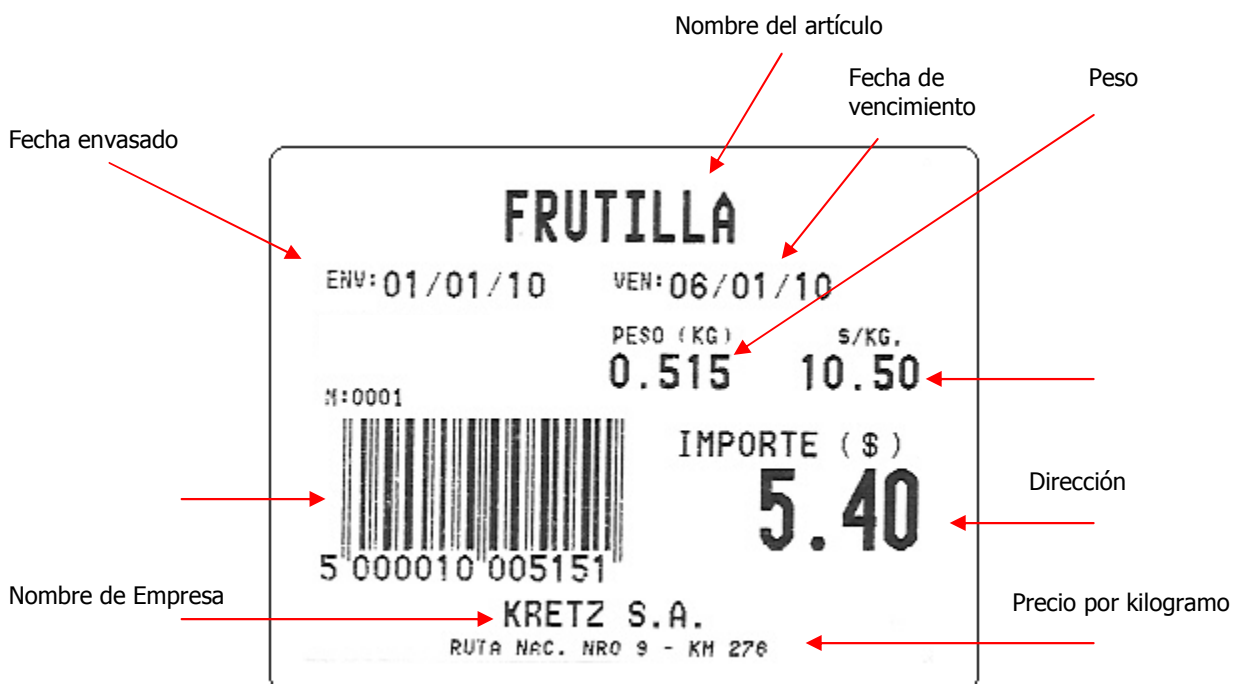 Nombre del artículo
Fecha de
vencimiento
Peso
Fecha envasado
FRUTILLA
ENV:01/01/10 VEN:06/01/10
PESO (KG) $/KG.
0.515 10.50
M:0001
IMPORTE ($)
5.40
Dirección
5 000010 005151
Nombre de Empresa
Precio por kilogramo
KRETZ S.A.
RUTA NAC. NRO 9 - KM 276